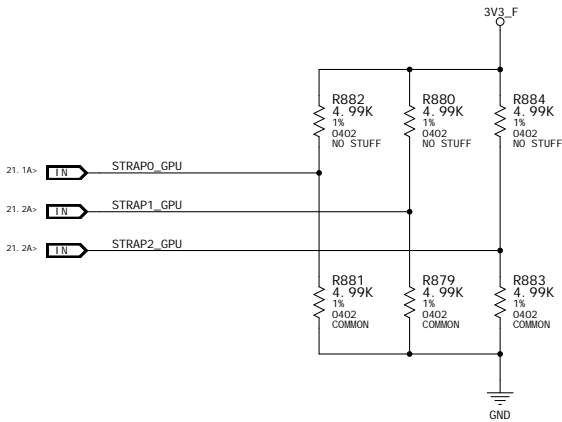 3V3_F
R882
4. 99K
1%
0402
NO STUFF
R880
4. 99K
1%
0402
NO STUFF
R884
4. 99K
1%
0402
NO STUFF
21. 1A> IN STRAP0_GPU
21. 2A> IN STRAP1_GPU
21. 2A> IN STRAP2_GPU
R881
4. 99K
1%
0402
COMMON
R879
4. 99K
1%
0402
COMMON
R883
4. 99K
1%
0402
COMMON
GND